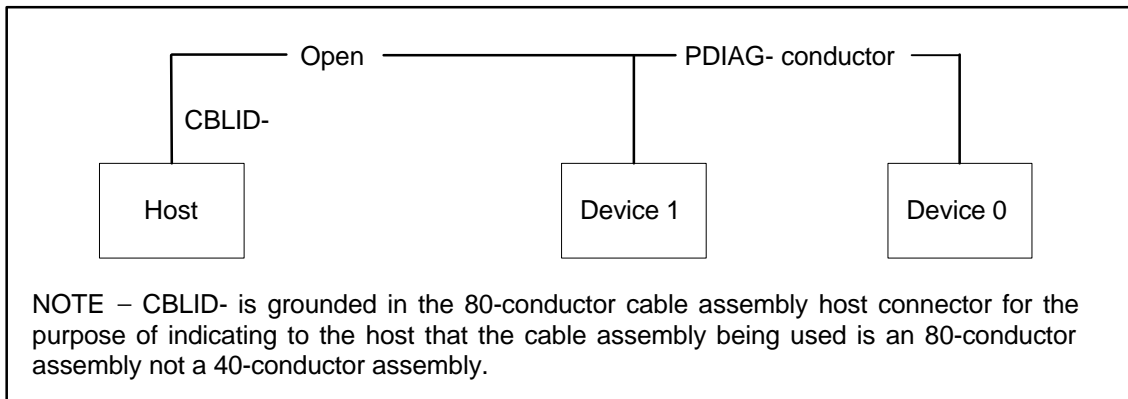 Open
PDIAG- conductor
CBLID-
Host
Device 1
Device 0
NOTE – CBLID- is grounded in the 80-conductor cable assembly host connector for the
purpose of indicating to the host that the cable assembly being used is an 80-conductor
assembly not a 40-conductor assembly.